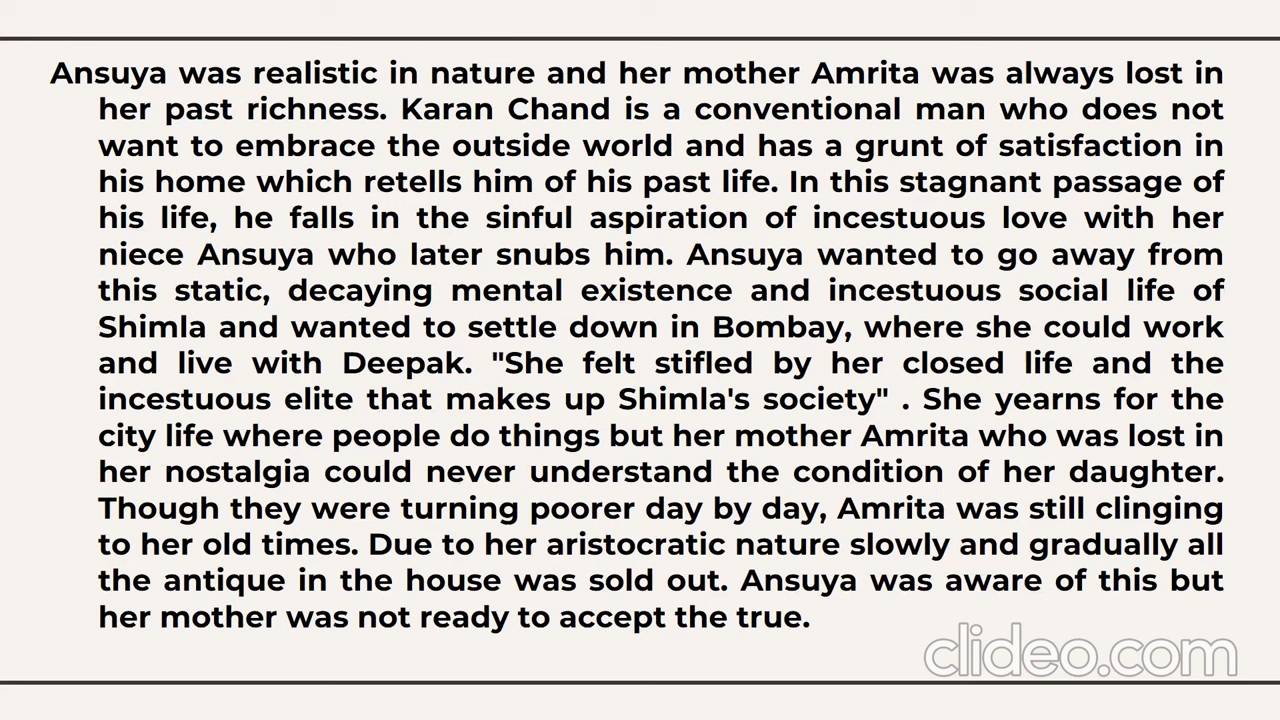 Ansuya was realistic in nature and her mother Amrita was always lost in
her past richness. Karan Chand is a conventional man who does not
want to embrace the outside world and has a grunt of satisfaction in
his home which retells him of his past life. In this stagnant passage of
his life, he falls in the sinful aspiration of incestuous love with her
niece Ansuya who later snubs him. Ansuya wanted to go away from
this static, decaying mental existence and incestuous social life of
Shimla and wanted to settle down in Bombay, where she could work
and live with Deepak. "She felt stifled by her closed life and the
incestuous elite that makes up Shimla's society" . She yearns for the
city life where people do things but her mother Amrita who was lost in
her nostalgia could never understand the condition of her daughter.
Though they were turning poorer day by day, Amrita was still clinging
to her old times. Due to her aristocratic nature slowly and gradually all
the antique in the house was sold out. Ansuya was aware of this but
her mother was not ready to accept the true.
clideo.com